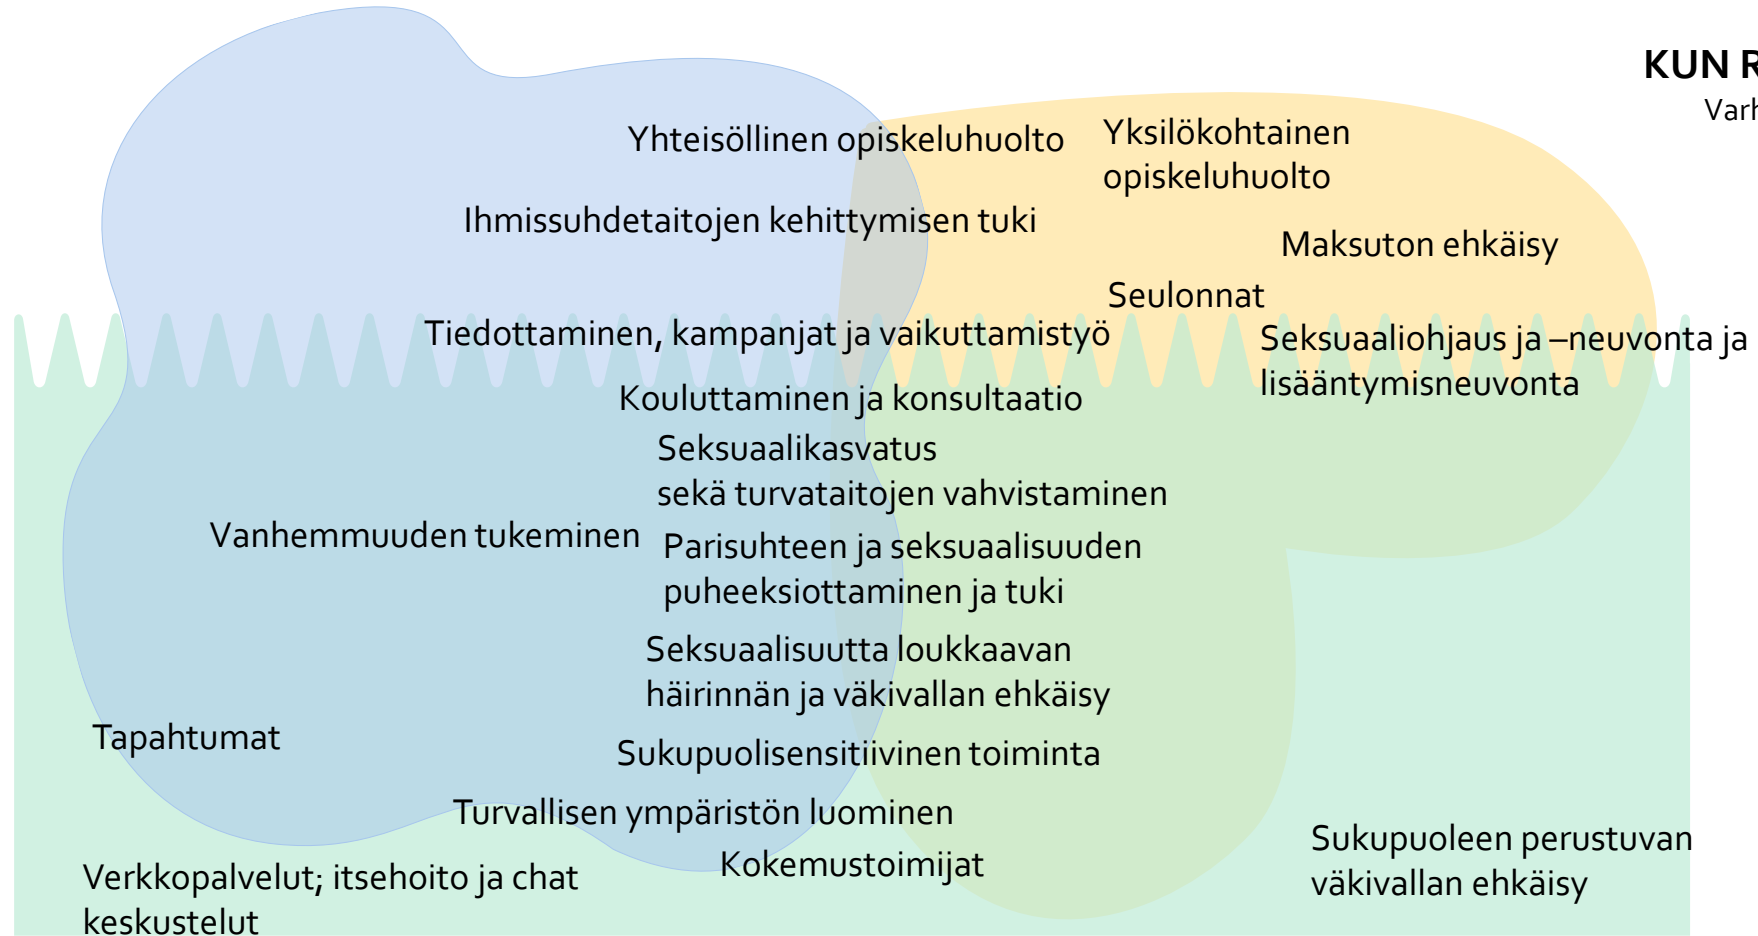 KUN R
Varh
Yhteisöllinen opiskeluhuolto
Yksilökohtainen
opiskeluhuolto
Ihmissuhdetaitojen kehittymisen tuki
Maksuton ehkäisy
Seulonnat
Tiedottaminen, kampanjat ja vaikuttamistyö
Seksuaaliohjaus ja –neuvonta ja
lisääntymisneuvonta
Kouluttaminen ja konsultaatio
Seksuaalikasvatus
sekä turvataitojen vahvistaminen
Vanhemmuuden tukeminen
Parisuhteen ja seksuaalisuuden
puheeksiottaminen ja tuki
Seksuaalisuutta loukkaavan
häirinnän ja väkivallan ehkäisy
Tapahtumat
Sukupuolisensitiivinen toiminta
Turvallisen ympäristön luominen
Kokemustoimijat
Sukupuoleen perustuvan
väkivallan ehkäisy
Verkkopalvelut; itsehoito ja chat
keskustelut